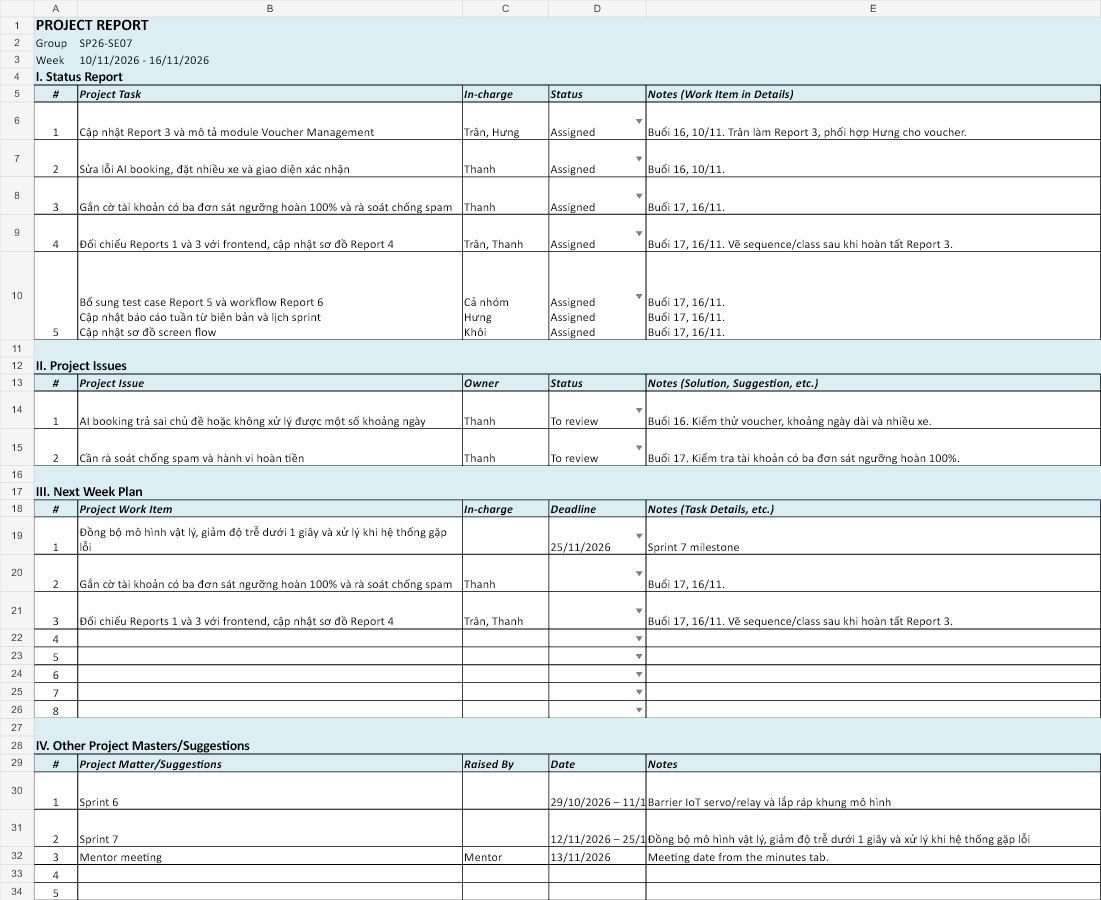 A B C D E
1 PROJECT REPORT
2 Group SP26-SE07
3 Week 10/11/2026 - 16/11/2026
4 I. Status Report
5 # Project Task In-charge Status Notes (Work Item in Details)
6 1 Cập nhật Report 3 và mô tả module Voucher Management Trân, Hưng Assigned Buổi 16, 10/11. Trân làm Report 3, phối hợp Hưng cho voucher.
7 2 Sửa lỗi AI booking, đặt nhiều xe và giao diện xác nhận Thanh Assigned Buổi 16, 10/11.
8 3 Gắn cờ tài khoản có ba đơn sát ngưỡng hoàn 100% và rà soát chống spam Thanh Assigned Buổi 17, 16/11.
9 4 Đối chiếu Reports 1 và 3 với frontend, cập nhật sơ đồ Report 4 Trân, Thanh Assigned Buổi 17, 16/11. Vẽ sequence/class sau khi hoàn tất Report 3.
10 Bổ sung test case Report 5 và workflow Report 6 Cả nhóm Assigned Buổi 17, 16/11.
Cập nhật báo cáo tuần từ biên bản và lịch sprint Hưng Assigned Buổi 17, 16/11.
5 Cập nhật sơ đồ screen flow Khôi Assigned Buổi 17, 16/11.
11
12 II. Project Issues
13 # Project Issue Owner Status Notes (Solution, Suggestion, etc.)
14 1 AI booking trả sai chủ đề hoặc không xử lý được một số khoảng ngày Thanh To review Buổi 16. Kiểm thử voucher, khoảng ngày dài và nhiều xe.
15 2 Cần rà soát chống spam và hành vi hoàn tiền Thanh To review Buổi 17. Kiểm tra tài khoản có ba đơn sát ngưỡng hoàn 100%.
16
17 III. Next Week Plan
18 # Project Work Item In-charge Deadline Notes (Task Details, etc.)
19 Đồng bộ mô hình vật lý, giảm độ trễ dưới 1 giây và xử lý khi hệ thống gặp
1 lỗi 25/11/2026 Sprint 7 milestone
20 2 Gắn cờ tài khoản có ba đơn sát ngưỡng hoàn 100% và rà soát chống spam Thanh Buổi 17, 16/11.
21 3 Đối chiếu Reports 1 và 3 với frontend, cập nhật sơ đồ Report 4 Trân, Thanh Buổi 17, 16/11. Vẽ sequence/class sau khi hoàn tất Report 3.
22 4
23 5
24 6
25 7
26 8
27
28 IV. Other Project Masters/Suggestions
29 # Project Matter/Suggestions Raised By Date Notes
30 1 Sprint 6 29/10/2026 – 11/1 Barrier IoT servo/relay và lắp ráp khung mô hình
31 2 Sprint 7 12/11/2026 – 25/1 Đồng bộ mô hình vật lý, giảm độ trễ dưới 1 giây và xử lý khi hệ thống gặp lỗi
32 3 Mentor meeting Mentor 13/11/2026 Meeting date from the minutes tab.
33 4
34 5